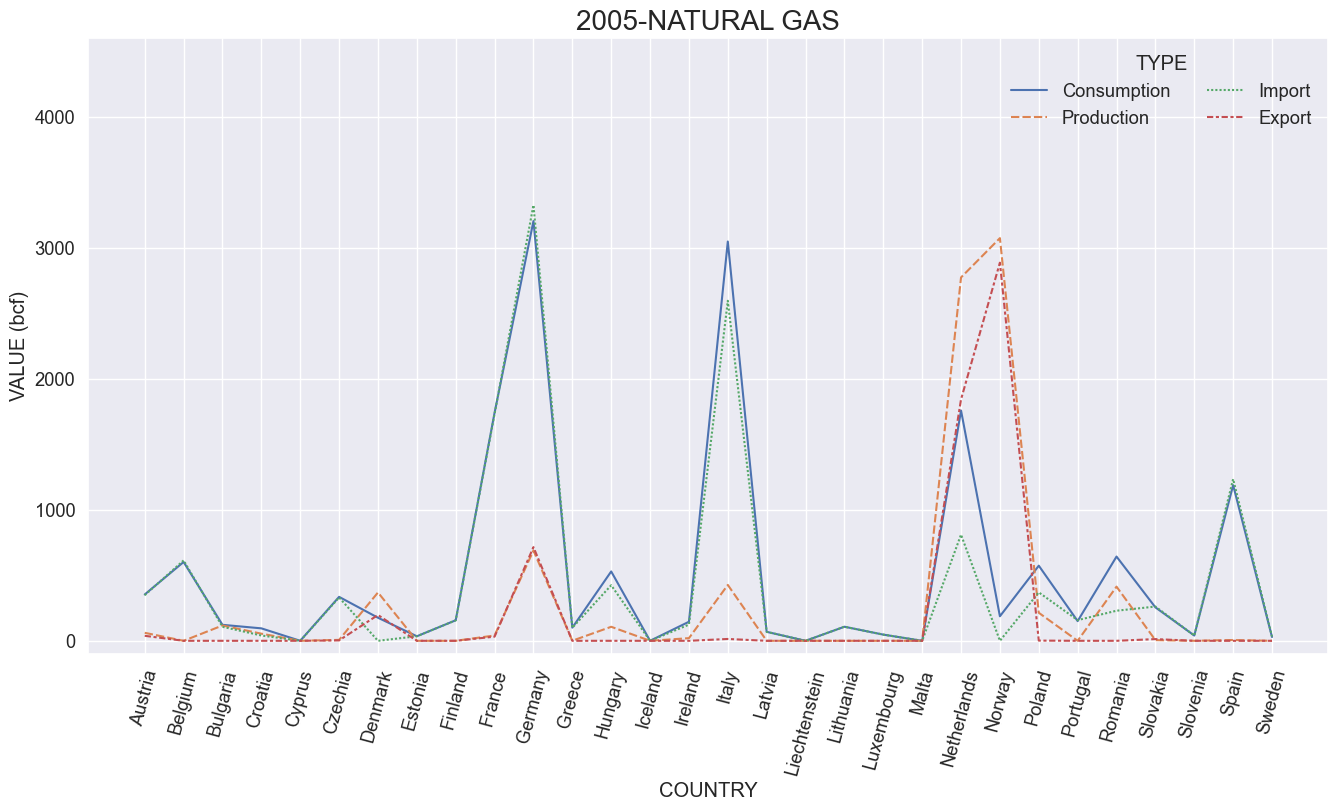 2005-NATURAL GAS
TYPE
Consumption
Production
Import
Export
VALUE (bcf)
4000
3000
2000
1000
0
Austria
Belgium
Bulgaria
Croatia
Cyprus
Czechia
Denmark
Estonia
Finland
France
Germany
Greece
Hungary
Iceland
Ireland
Italy
Latvia
Liechtenstein
Lithuania
Luxembourg
Malta
Netherlands
Norway
Poland
Portugal
Romania
Slovakia
Slovenia
Spain
Sweden
COUNTRY